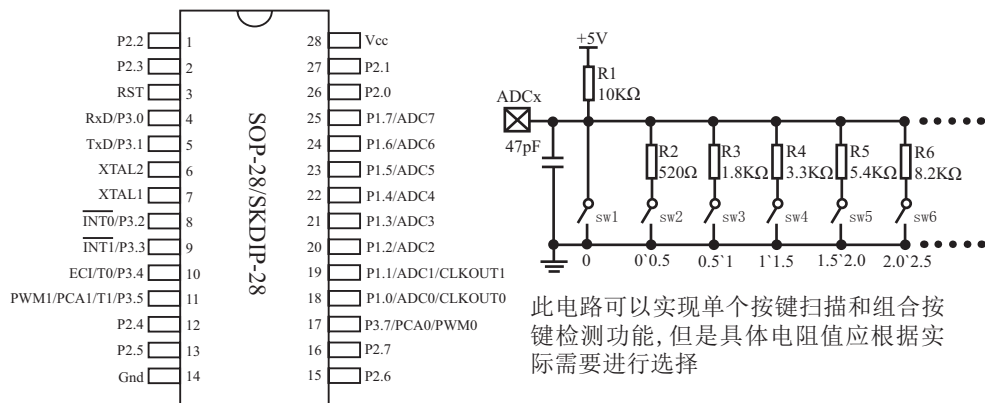 P2.2 1
P2.3 2
RST 3
RxD/P3.0 4
TxD/P3.1 5
XTAL2 6
XTAL1 7
INT0/P3.2 8
INT1/P3.3 9
ECI/T0/P3.4 10
PWM1/PCA1/T1/P3.5 11
P2.4 12
P2.5 13
Gnd 14
SOP-28/SKDIP-28
28 Vcc
27 P2.1
26 P2.0
25 P1.7/ADC7
24 P1.6/ADC6
23 P1.5/ADC5
22 P1.4/ADC4
21 P1.3/ADC3
20 P1.2/ADC2
19 P1.1/ADC1/CLKOUT1
18 P1.0/ADC0/CLKOUT0
17 P3.7/PCA0/PWM0
16 P2.7
15 P2.6
+5V
R1
10KΩ
ADCx
47pF
R2 R3 R4 R5 R6
520Ω 1.8KΩ 3.3KΩ 5.4KΩ 8.2KΩ
sw1 sw2 sw3 sw4 sw5 sw6
0 0`0.5 0.5`1 1`1.5 1.5`2.0 2.0`2.5
此电路可以实现单个按键扫描和组合按
键检测功能,但是具体电阻值应根据实
际需要进行选择